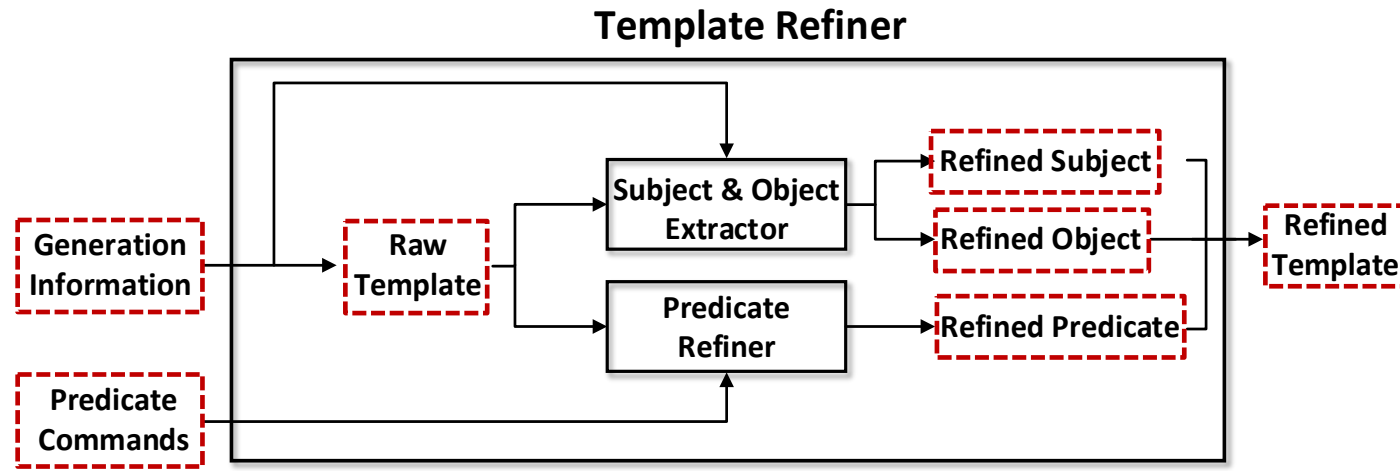 Template Refiner
Generation
Information
Predicate
Commands
Raw
Template
Subject & Object
Extractor
Predicate
Refiner
Refined Subject
Refined Object
Refined Predicate
Refined
Template